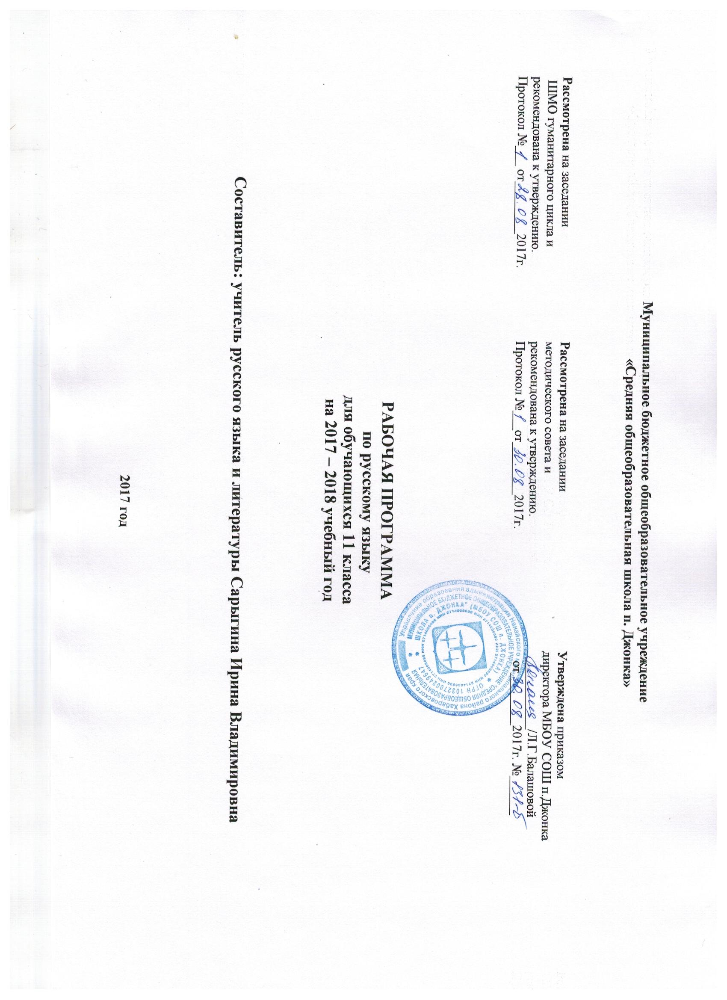 Муниципальное бюджетное общеобразовательное учреждение
«Средняя общеобразовательная школа п. Джонка»
Рассмотрена на заседании
ШМО гуманитарного цикла и
рекомендована к утверждению.
Протокол № 1 от 28.08 2017г.
Рассмотрена на заседании
методического совета и
рекомендована к утверждению.
Протокол № 1 от 30.08 2017г.
Утверждена приказом
директора МБОУ СОШ п.Джонка
/Л.Г.Балашовой
от 30.08 2017г. № 131-Б
Управление образования администрации Нанайского муниципального района Хабаровского края
МУНИЦИПАЛЬНОЕ БЮДЖЕТНОЕ ОБЩЕОБРАЗОВАТЕЛЬНОЕ УЧРЕЖДЕНИЕ "СРЕДНЯЯ ОБЩЕОБРАЗОВАТЕЛЬНАЯ
ШКОЛА п. ДЖОНКА" (МБОУ СОШ п. ДЖОНКА) * ОГРН 1032700249647 *
РАБОЧАЯ ПРОГРАММА
по русскому языку
для обучающихся 11 класса
на 2017 – 2018 учебный год
Составитель: учитель русского языка и литературы Сарыгина Ирина Владимировна
2017 год